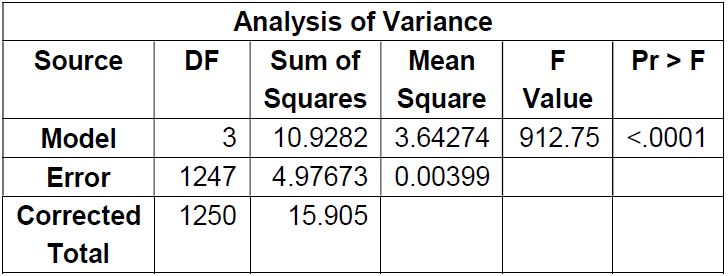 Analysis of Variance
Source DF Sum of Mean F Pr > F
Squares Square Value
Model 3 10.9282 3.64274 912.75 <.0001
Error 1247 4.97673 0.00399
Corrected 1250 15.905
Total